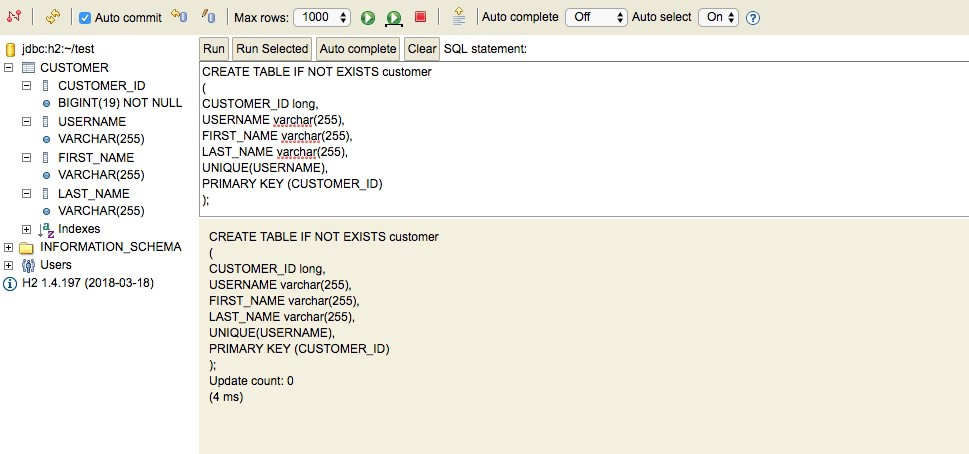 Auto commit Max rows: 1000 Auto complete Off Auto select On ?
jdbc:h2:~/test
CUSTOMER
CUSTOMER_ID
BIGINT(19) NOT NULL
USERNAME
VARCHAR(255)
FIRST_NAME
VARCHAR(255)
LAST_NAME
VARCHAR(255)
Indexes
INFORMATION_SCHEMA
Users
H2 1.4.197 (2018-03-18)
Run Run Selected Auto complete Clear SQL statement:
CREATE TABLE IF NOT EXISTS customer
(
CUSTOMER_ID long,
USERNAME varchar(255),
FIRST_NAME varchar(255),
LAST_NAME varchar(255),
UNIQUE(USERNAME),
PRIMARY KEY (CUSTOMER_ID)
);
CREATE TABLE IF NOT EXISTS customer
(
CUSTOMER_ID long,
USERNAME varchar(255),
FIRST_NAME varchar(255),
LAST_NAME varchar(255),
UNIQUE(USERNAME),
PRIMARY KEY (CUSTOMER_ID)
);
Update count: 0
(4 ms)